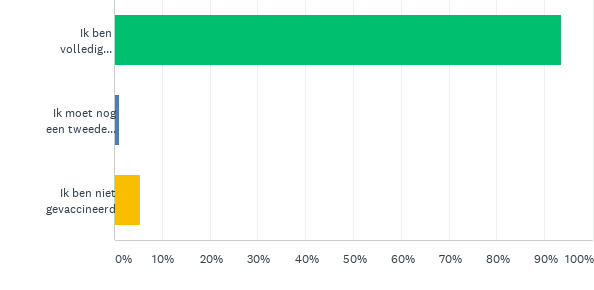 Ik ben
volledig...
Ik moet nog
een tweede...
Ik ben niet
gevaccineerd
0% 10% 20% 30% 40% 50% 60% 70% 80% 90% 100%